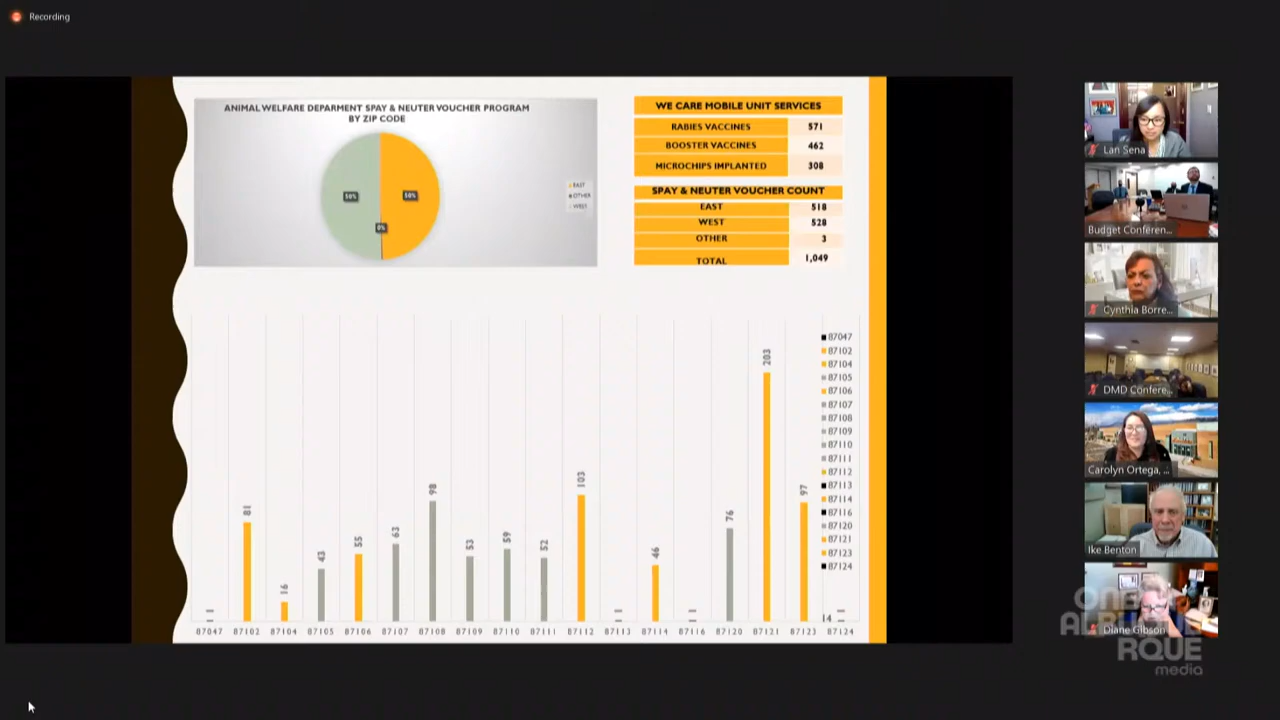 Recording
ANIMAL WELFARE DEPARMENT SPAY & NEUTER VOUCHER PROGRAM
BY ZIP CODE
50%
50%
0%
EAST
OTHER
WEST
WE CARE MOBILE UNIT SERVICES
RABIES VACCINES 571
BOOSTER VACCINES 462
MICROCHIPS IMPLANTED 308
SPAY & NEUTER VOUCHER COUNT
EAST 518
WEST 528
OTHER 3
TOTAL 1,049
81
16
43
55
63
98
53
59
52
103
46
76
203
97
14
87047
87102
87104
87105
87106
87107
87108
87109
87110
87111
87112
87113
87114
87116
87120
87121
87123
87124
87047 87102 87104 87105 87106 87107 87108 87109 87110 87111 87112 87113 87114 87116 87120 87121 87123 87124
Lan Sena
Budget Conferen...
Cynthia Borre...
DMD Confere...
Carolyn Ortega, ...
Ike Benton
Diane Gibson
ONE
ALBUQUE
RQUE
media